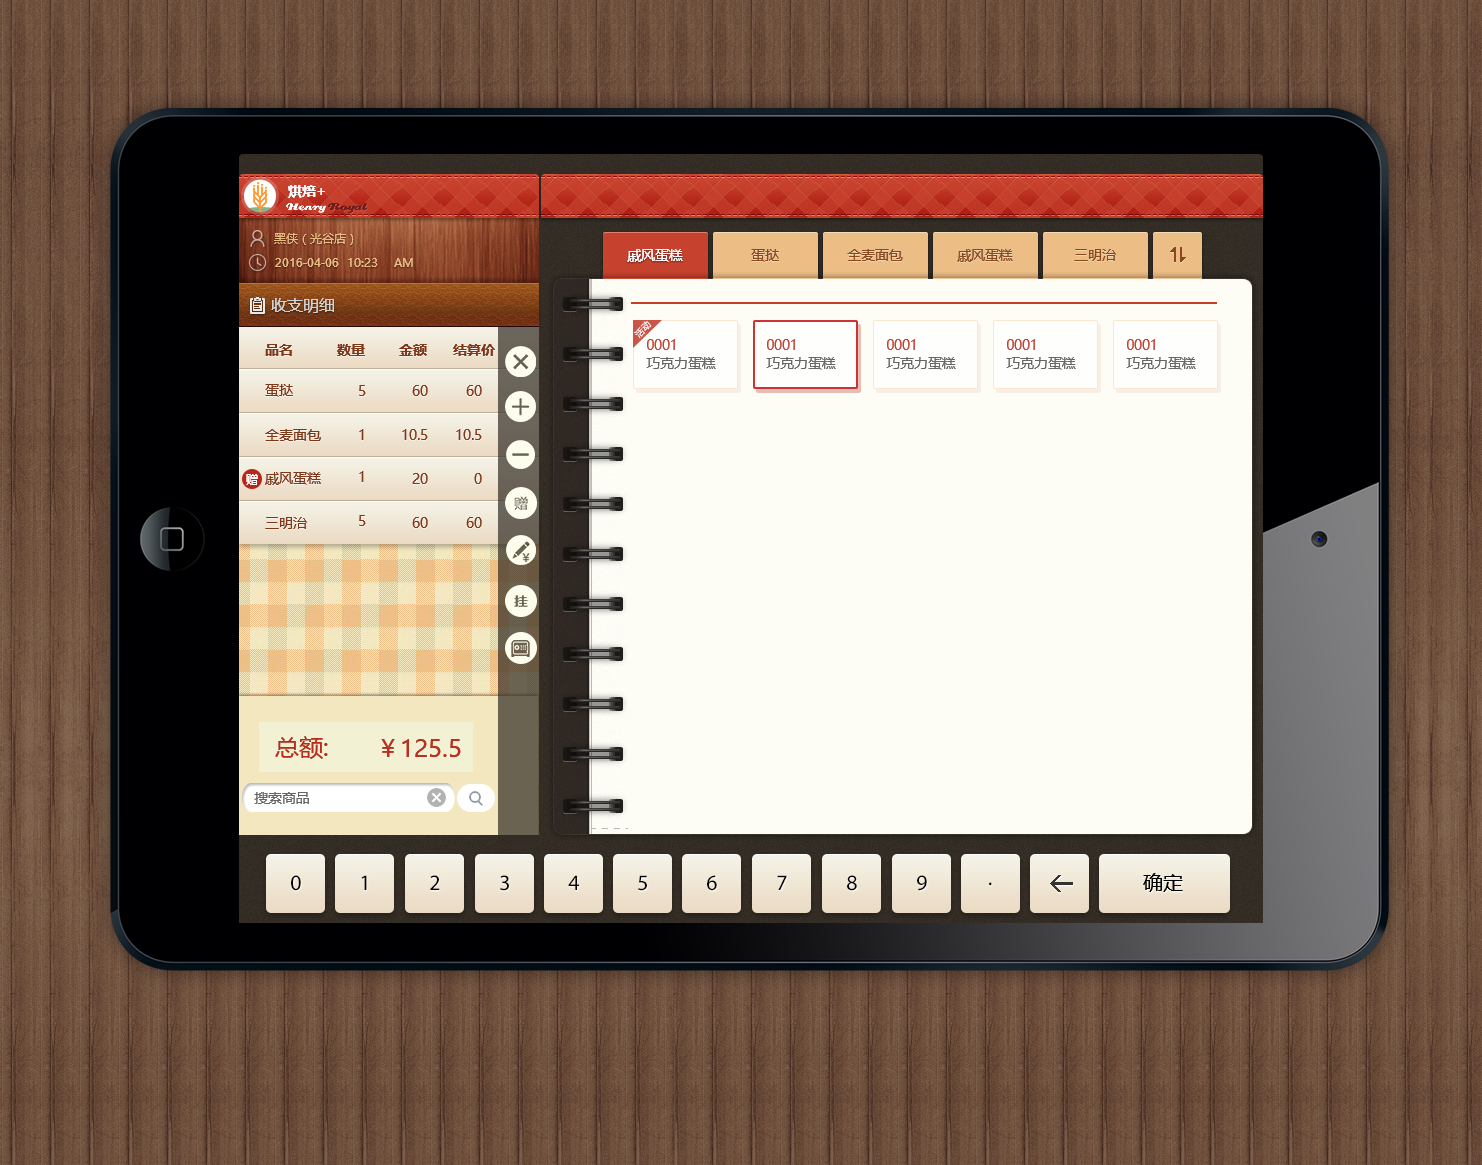 烘焙+
Henry Royal
黑侠（光谷店）
2016-04-06 10:23 AM
收支明细
品名 数量 金额 结算价
蛋挞 5 60 60
全麦面包 1 10.5 10.5
赠 戚风蛋糕 1 20 0
三明治 5 60 60
赠
¥
挂
总额: ¥125.5
搜索商品
戚风蛋糕 蛋挞 全麦面包 戚风蛋糕 三明治
活动
0001 0001 0001 0001 0001
巧克力蛋糕 巧克力蛋糕 巧克力蛋糕 巧克力蛋糕 巧克力蛋糕
0 1 2 3 4 5 6 7 8 9 · 确定